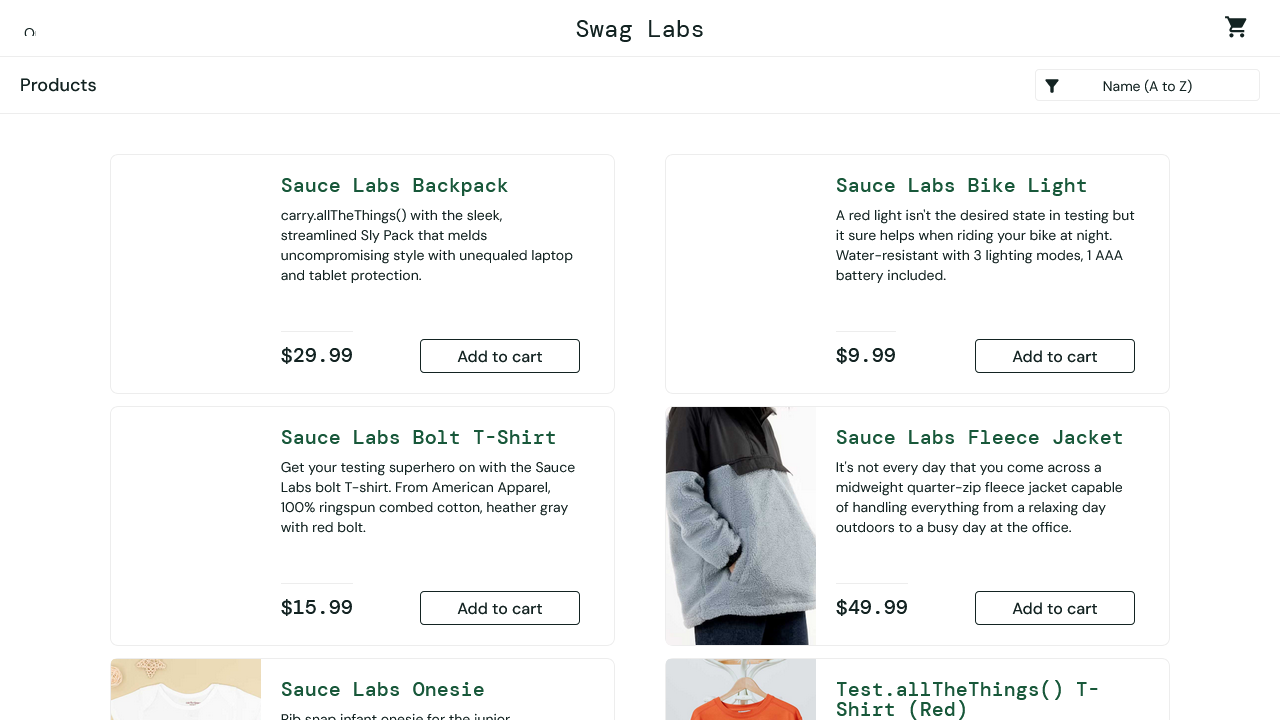 Swag Labs
Products
Name (A to Z)
Sauce Labs Backpack
carry.allTheThings() with the sleek,
streamlined Sly Pack that melds
uncompromising style with unequaled laptop
and tablet protection.
$29.99
Add to cart
Sauce Labs Bike Light
A red light isn't the desired state in testing but
it sure helps when riding your bike at night.
Water-resistant with 3 lighting modes, 1 AAA
battery included.
$9.99
Add to cart
Sauce Labs Bolt T-Shirt
Get your testing superhero on with the Sauce
Labs bolt T-shirt. From American Apparel,
100% ringspun combed cotton, heather gray
with red bolt.
$15.99
Add to cart
Sauce Labs Fleece Jacket
It's not every day that you come across a
midweight quarter-zip fleece jacket capable
of handling everything from a relaxing day
outdoors to a busy day at the office.
$49.99
Add to cart
Sauce Labs Onesie
Rib snap infant onesie for the junior
Test.allTheThings() T-
Shirt (Red)